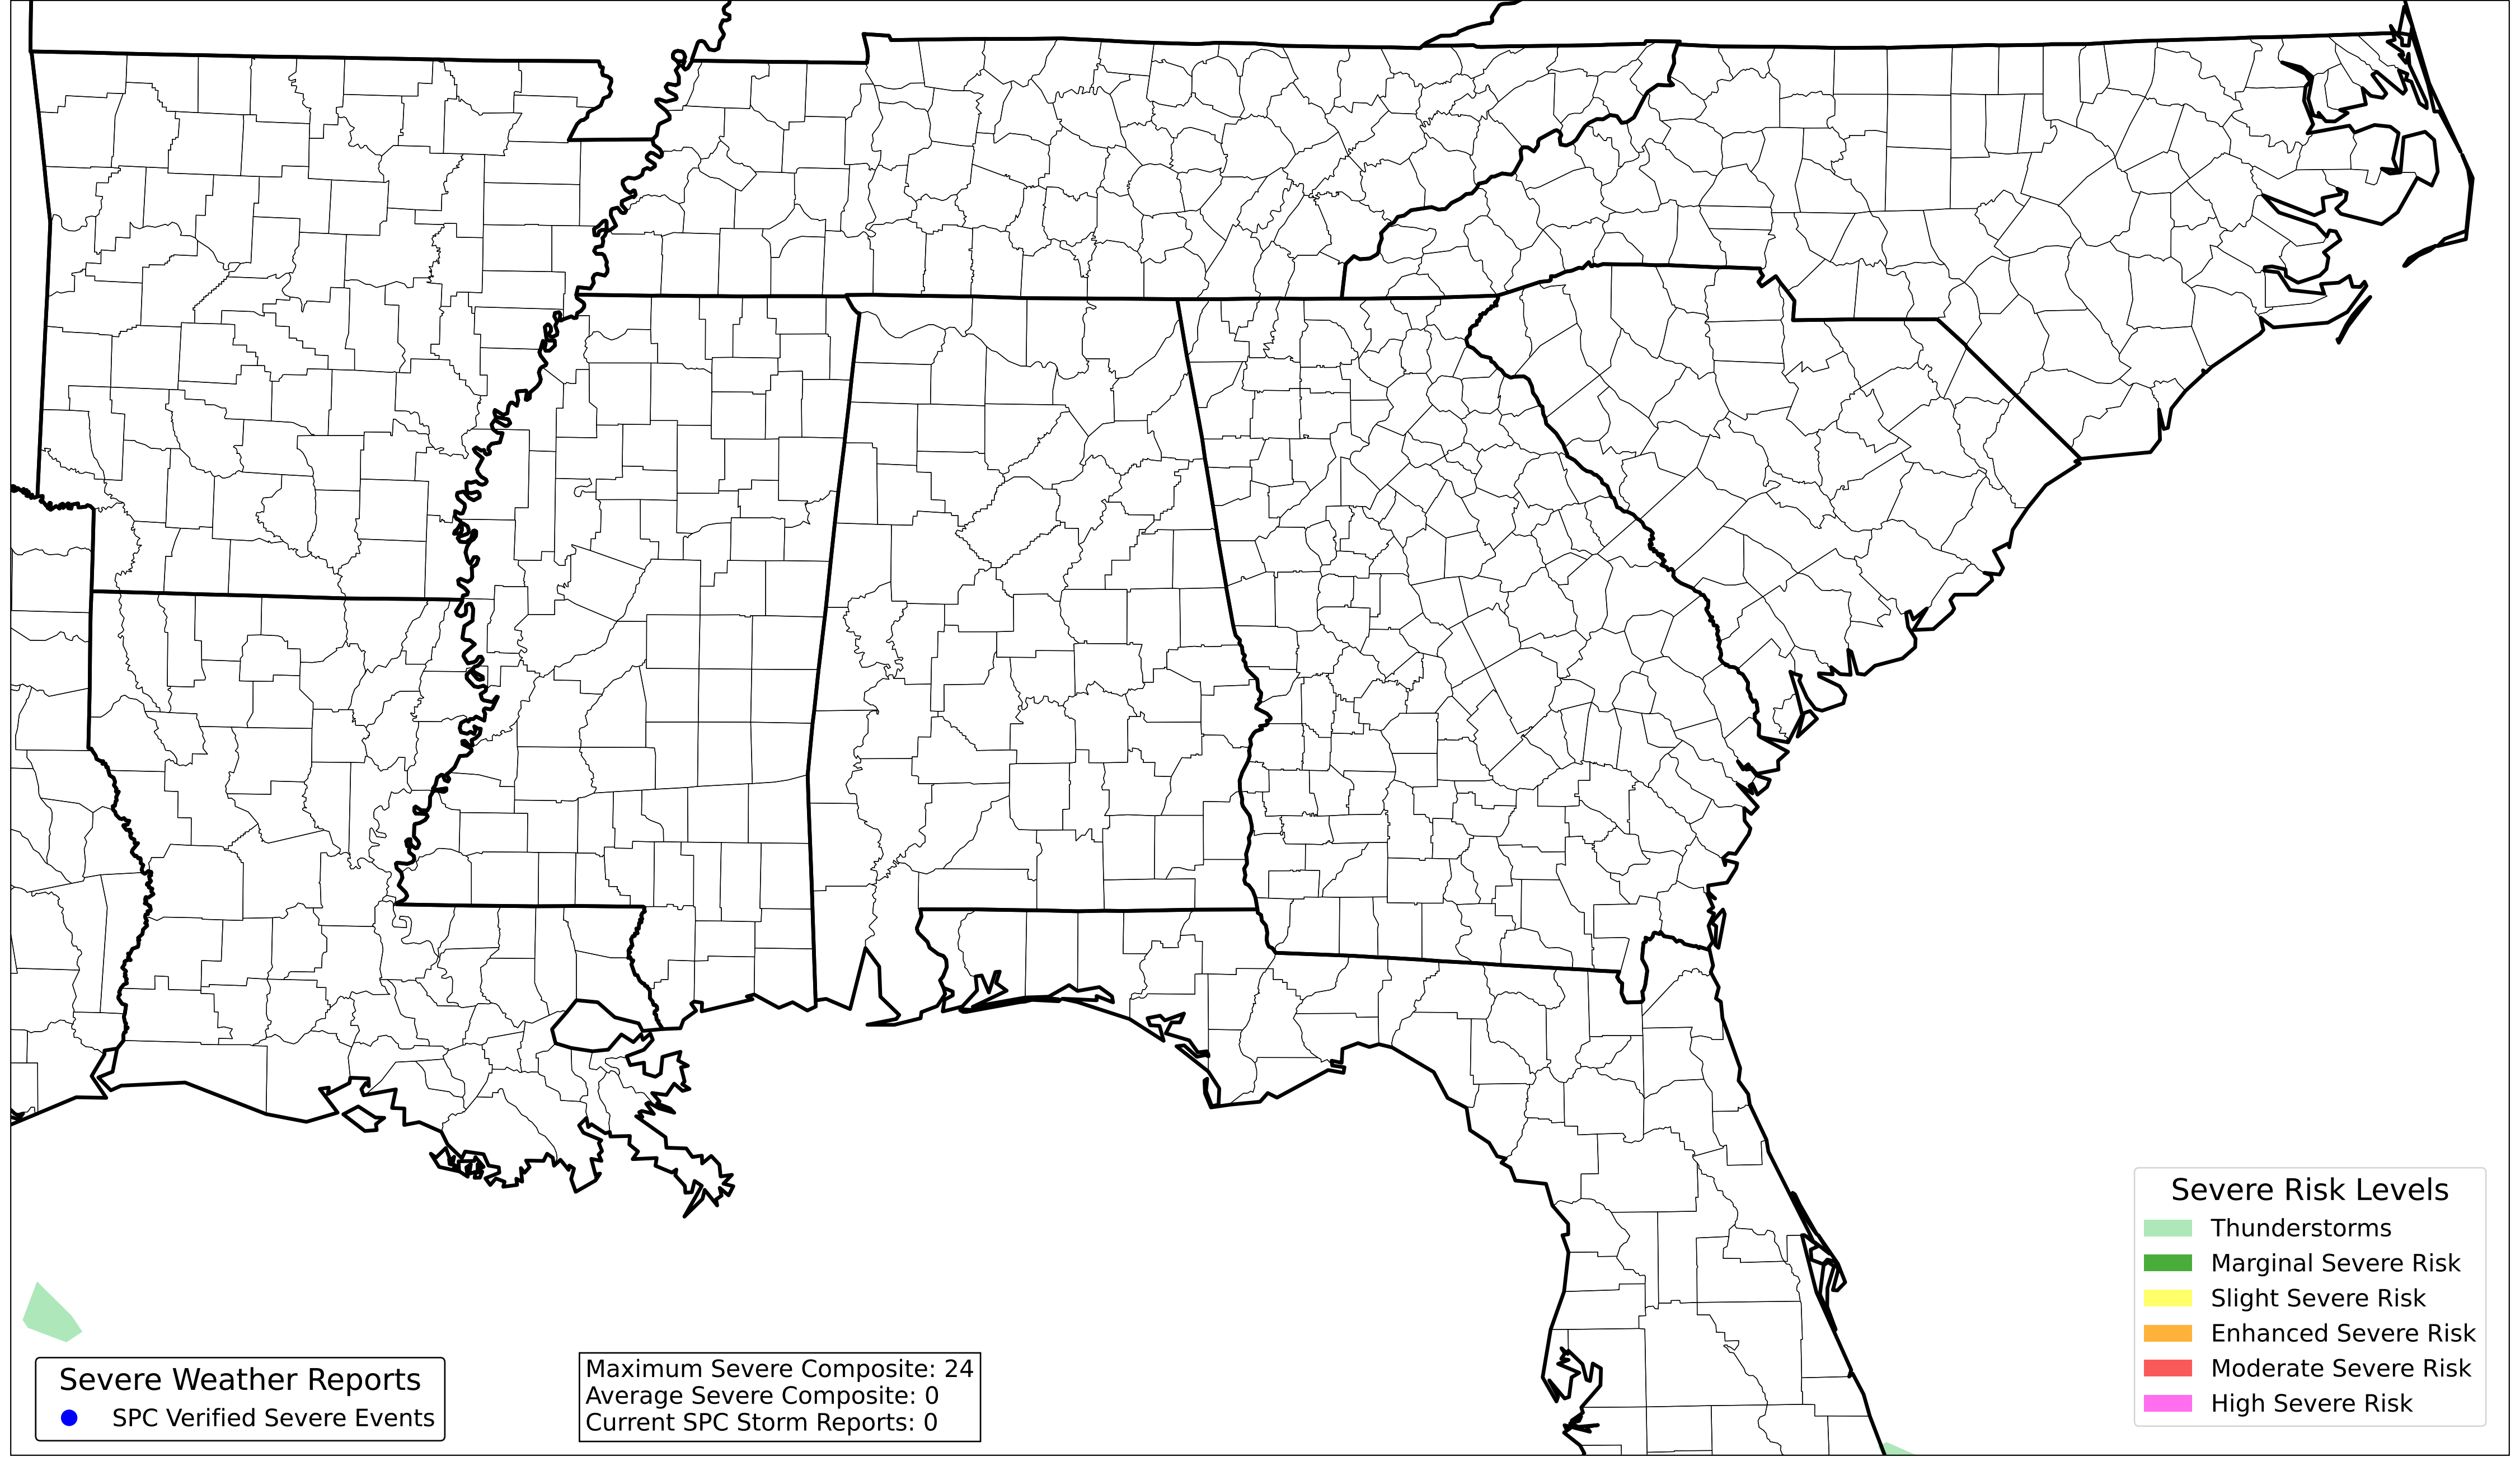 Severe Risk Levels
Thunderstorms
Marginal Severe Risk
Slight Severe Risk
Enhanced Severe Risk
Moderate Severe Risk
High Severe Risk
Severe Weather Reports
SPC Verified Severe Events
Maximum Severe Composite: 24
Average Severe Composite: 0
Current SPC Storm Reports: 0